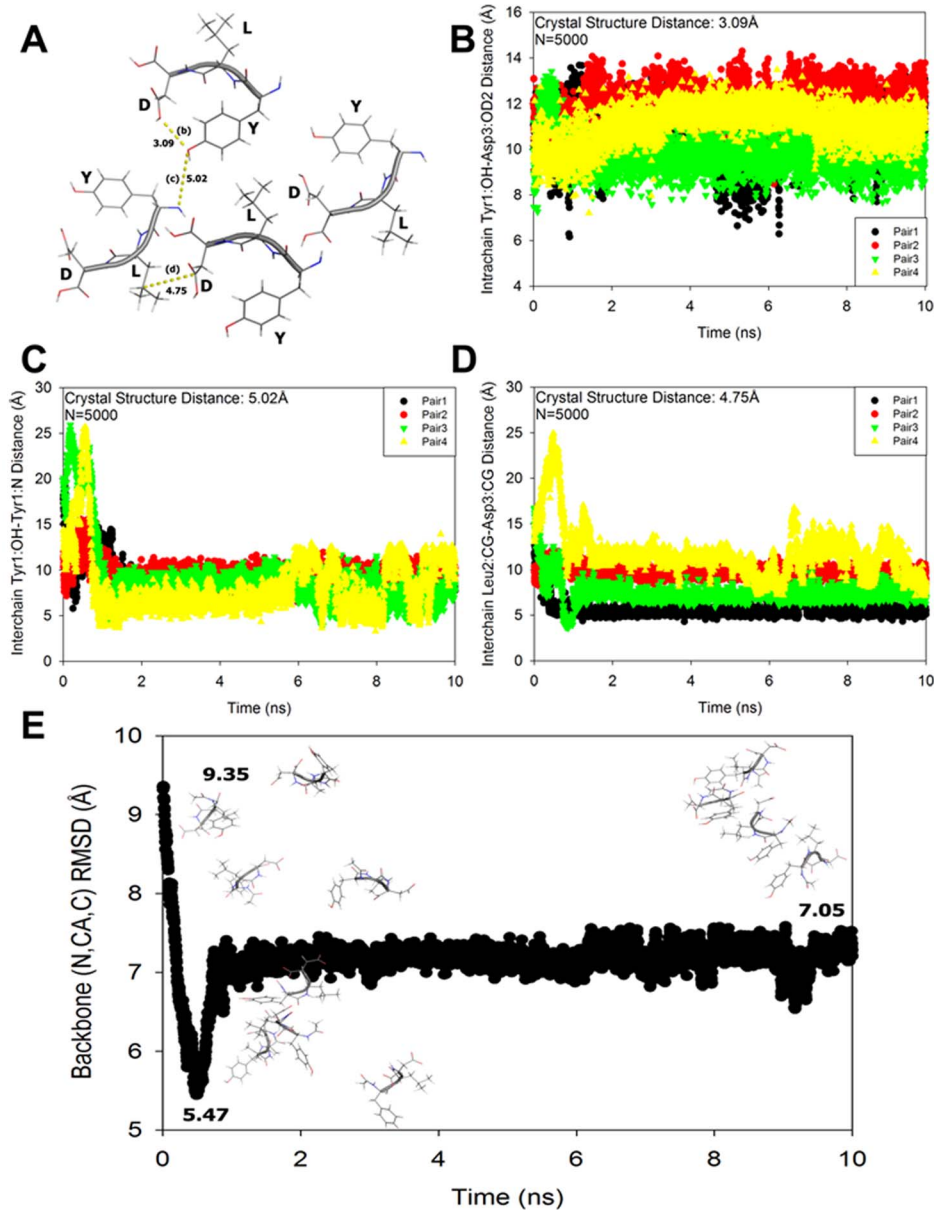 A
L
D
(b)
3.09
Y
(c)
5.02
Y
Y
D
D
L
(d)
4.75
D
L
Y
B
Crystal Structure Distance: 3.09Å
N=5000
Intrachain Tyr1:OH-Asp3:OD2 Distance (Å)
16
14
12
10
8
6
4
Pair1
Pair2
Pair3
Pair4
0 2 4 6 8 10
Time (ns)
C
Crystal Structure Distance: 5.02Å
N=5000
Interchain Tyr1:OH-Tyr1:N Distance (Å)
30
25
20
15
10
5
0
Pair1
Pair2
Pair3
Pair4
0 2 4 6 8 10
Time (ns)
D
Crystal Structure Distance: 4.75Å
N=5000
Interchain Leu2:CG-Asp3:CG Distance (Å)
30
25
20
15
10
5
0
Pair1
Pair2
Pair3
Pair4
0 2 4 6 8 10
Time (ns)
E
Backbone (N,CA,C) RMSD (Å)
10
9
8
7
6
5
9.35
5.47
7.05
0 2 4 6 8 10
Time (ns)